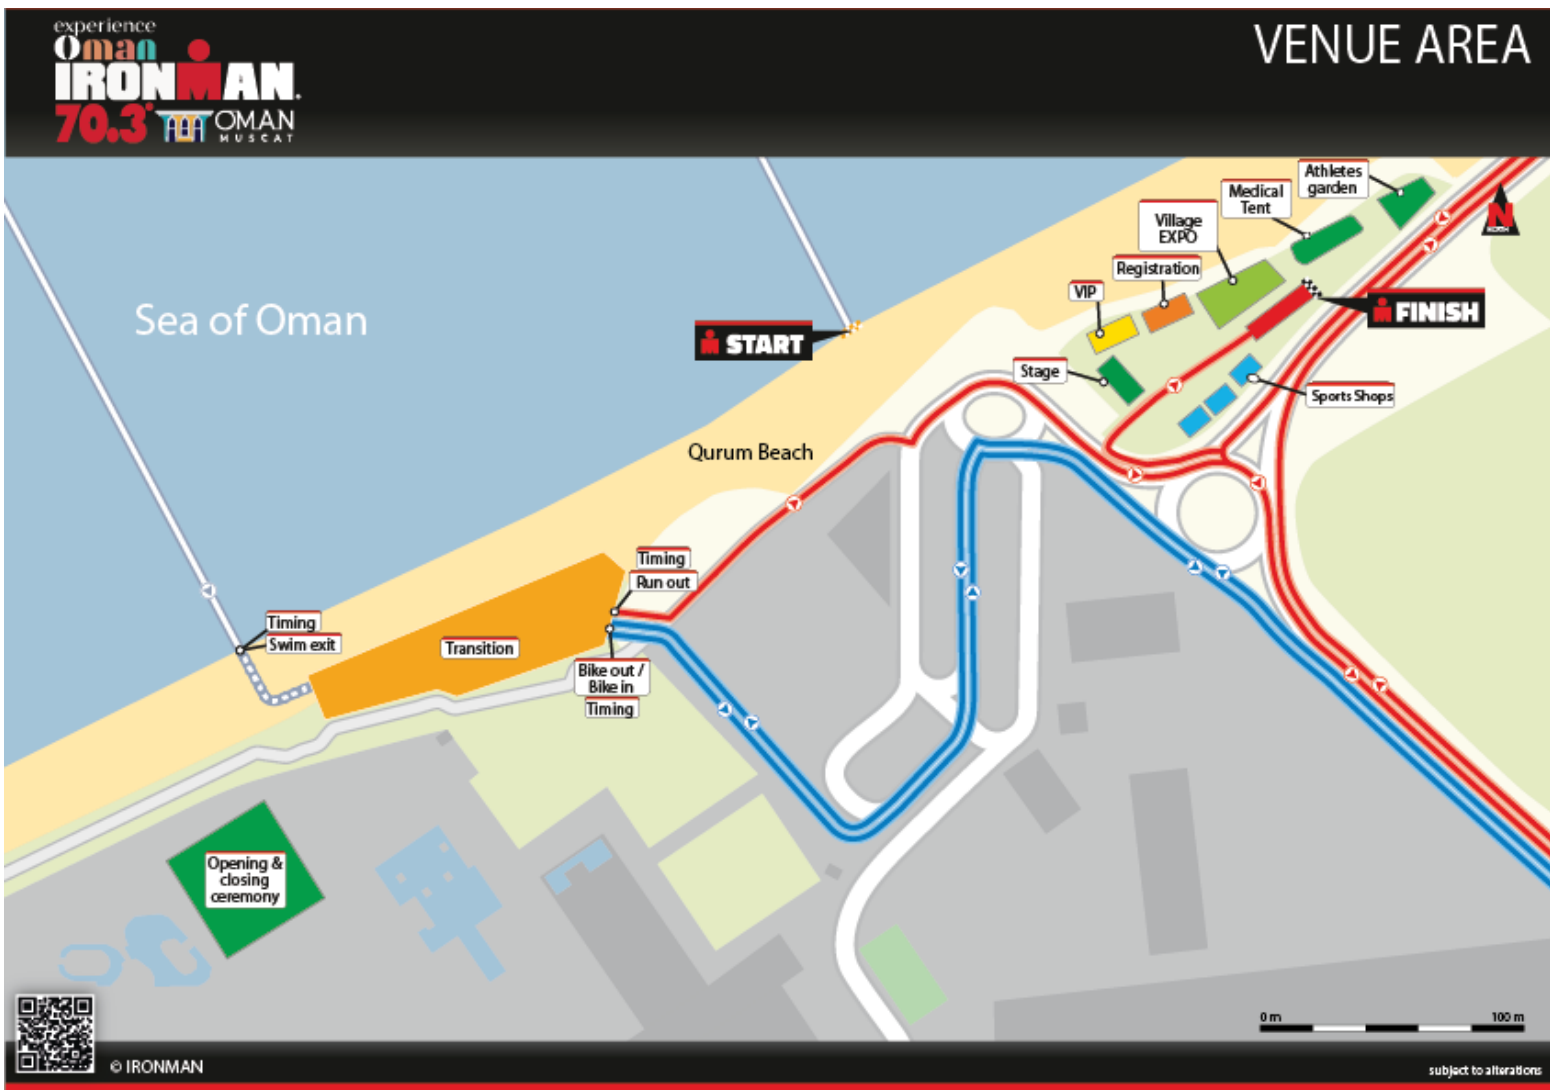 experience
Oman
IRONMAN
70.3 OMAN
MUSCAT
VENUE AREA
Athletes
garden
Medical
Tent
Village
EXPO
Registration
VIP
N
FINISH
START
Sea of Oman
Stage
Sports Shops
Qurum Beach
Timing
Run out
Timing
Swim exit
Transition
Bike out /
Bike in
Timing
Opening &
closing
ceremony
0 m 100 m
© IRONMAN
subject to alterations